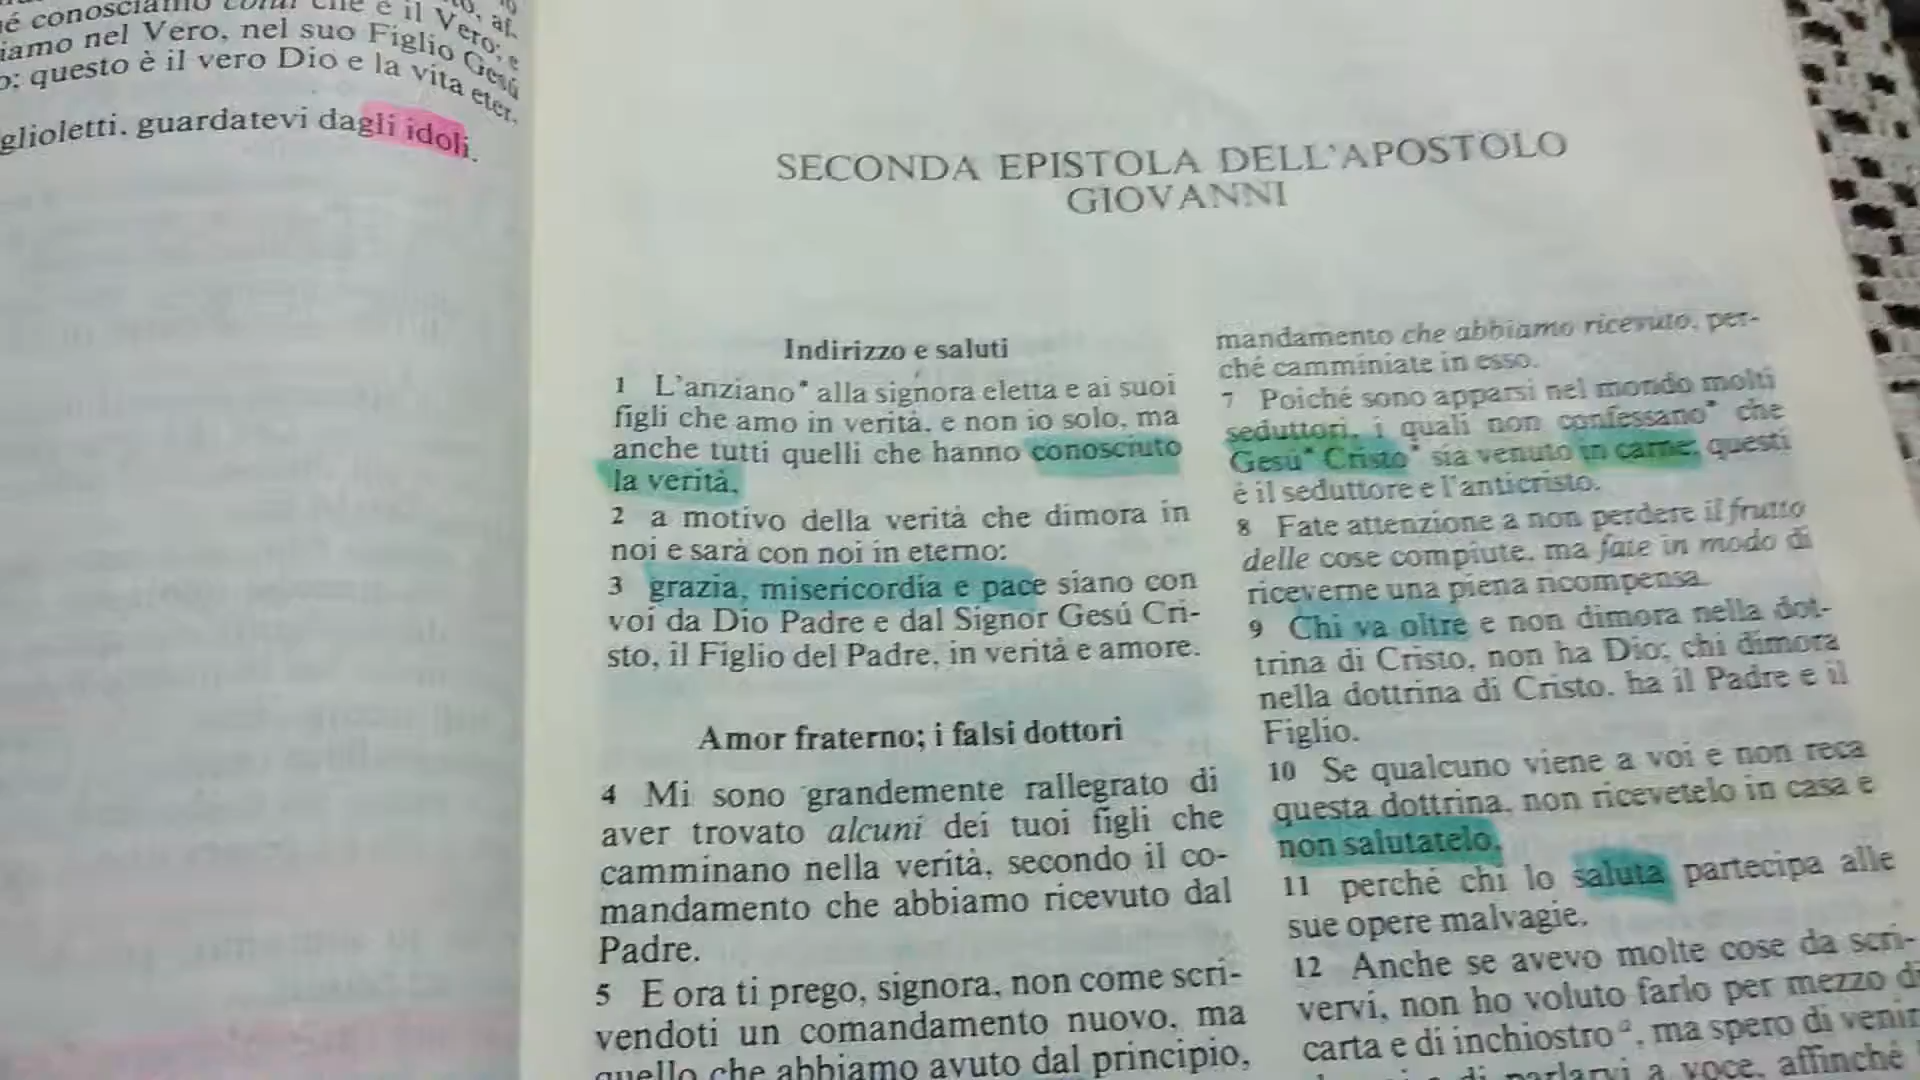 é conosciamo colui che è il Vero; e
iamo nel Vero, nel suo Figlio Gesú
o; questo è il vero Dio e la vita eter.
glioletti, guardatevi dagli idoli.
SECONDA EPISTOLA DELL'APOSTOLO
GIOVANNI
Indirizzo e saluti
1 L'anziano* alla signora eletta e ai suoi
figli che amo in verità, e non io solo, ma
anche tutti quelli che hanno conosciuto
la verità,
2 a motivo della verità che dimora in
noi e sarà con noi in eterno:
3 grazia, misericordia e pace siano con
voi da Dio Padre e dal Signor Gesú Cri-
sto, il Figlio del Padre, in verità e amore.
Amor fraterno; i falsi dottori
4 Mi sono grandemente rallegrato di
aver trovato alcuni dei tuoi figli che
camminano nella verità, secondo il co-
mandamento che abbiamo ricevuto dal
Padre.
5 E ora ti prego, signora, non come scri-
vendoti un comandamento nuovo, ma
quello che abbiamo avuto dal principio,
mandamento che abbiamo ricevuto, per-
ché camminiate in esso.
7 Poiché sono apparsi nel mondo molti
seduttori, i quali non confessano* che
Gesú* Cristo* sia venuto in carne; questi
è il seduttore e l'anticristo.
8 Fate attenzione a non perdere il frutto
delle cose compiute, ma fate in modo di
riceverne una piena ricompensa.
9 Chi va oltre e non dimora nella dot-
trina di Cristo, non ha Dio; chi dimora
nella dottrina di Cristo, ha il Padre e il
Figlio.
10 Se qualcuno viene a voi e non reca
questa dottrina, non ricevetelo in casa e
non salutatelo,
11 perché chi lo saluta partecipa alle
sue opere malvagie.
12 Anche se avevo molte cose da scri-
vervi, non ho voluto farlo per mezzo di
carta e di inchiostro a, ma spero di venir
di parlarvi a voce, affinché